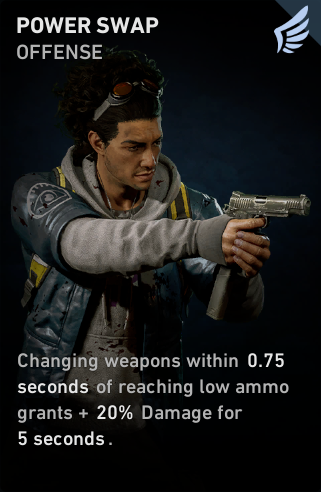 POWER SWAP
OFFENSE
Changing weapons within 0.75
seconds of reaching low ammo
grants + 20% Damage for
5 seconds.